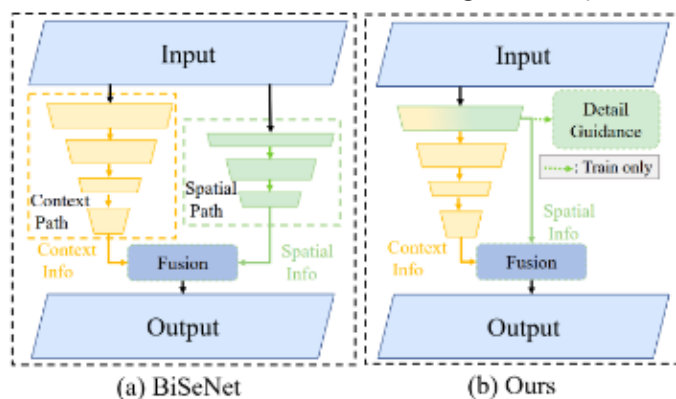 Input
Context
Path
Spatial
Path
Context
Info
Fusion
Spatial
Info
Output
(a) BiSeNet
Input
Detail
Guidance
: Train only
Spatial
Info
Context
Info
Fusion
Output
(b) Ours